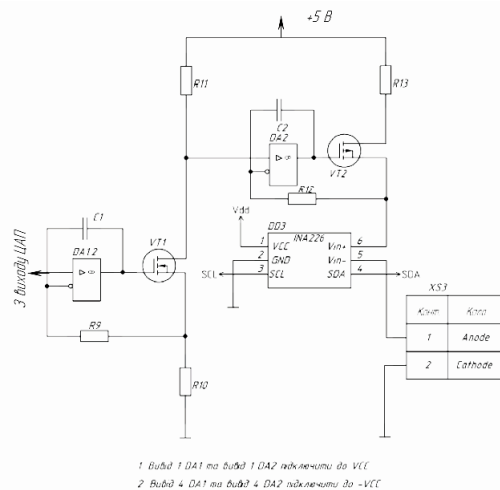 +5 В
R11
R13
C2
DA2
VT2
R12
DD3
Vdd
INA226
C1
VT1
DA1.2
З виходу ЦАП
1 VCC Vin+ 6
2 GND Vin- 5
SCL 3 SCL SDA 4 SDA
R9
R10
XS3
Конт Кола
1 Anode
2 Cathode
1 Вивід 1 DA1 та вивід 1 DA2 підключити до VCC
2 Вивід 4 DA1 та вивід 4 DA2 підключити до -VCC